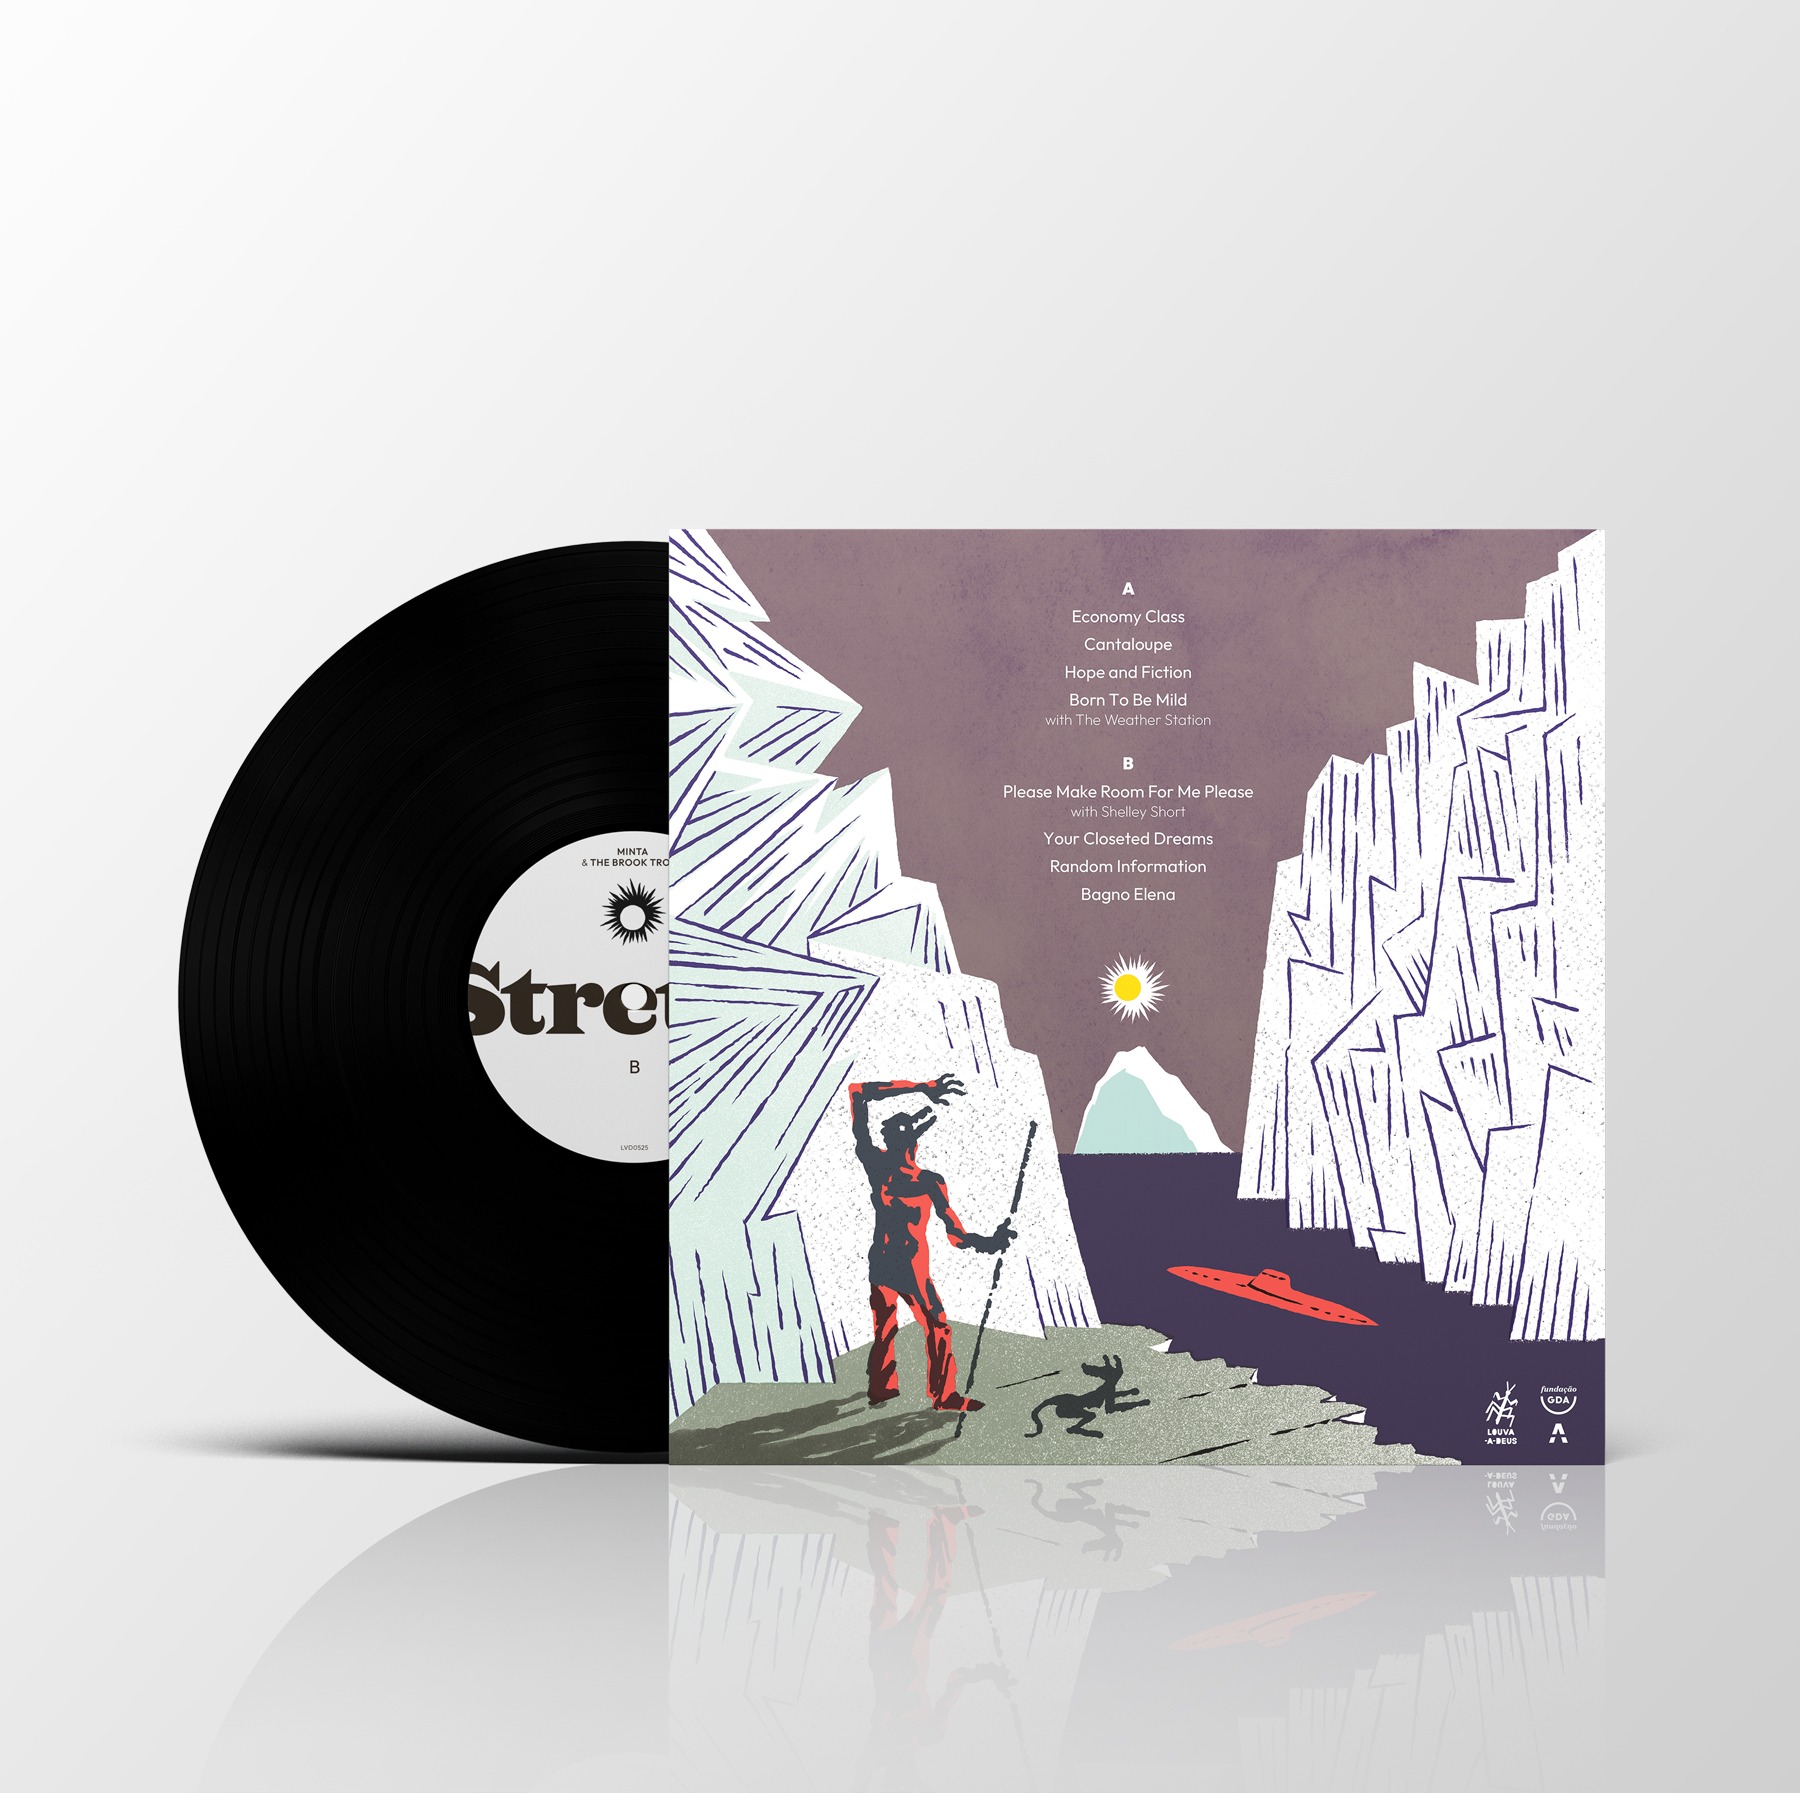 MINTA
& THE BROOK
B
LVD0525
A
Economy Class
Cantaloupe
Hope and Fiction
Born To Be Mild
with The Weather Station
B
Please Make Room For Me Please
with Shelley Short
Your Closeted Dreams
Random Information
Bagno Elena
LOUVA
-A-DEUS
fundação
GDA